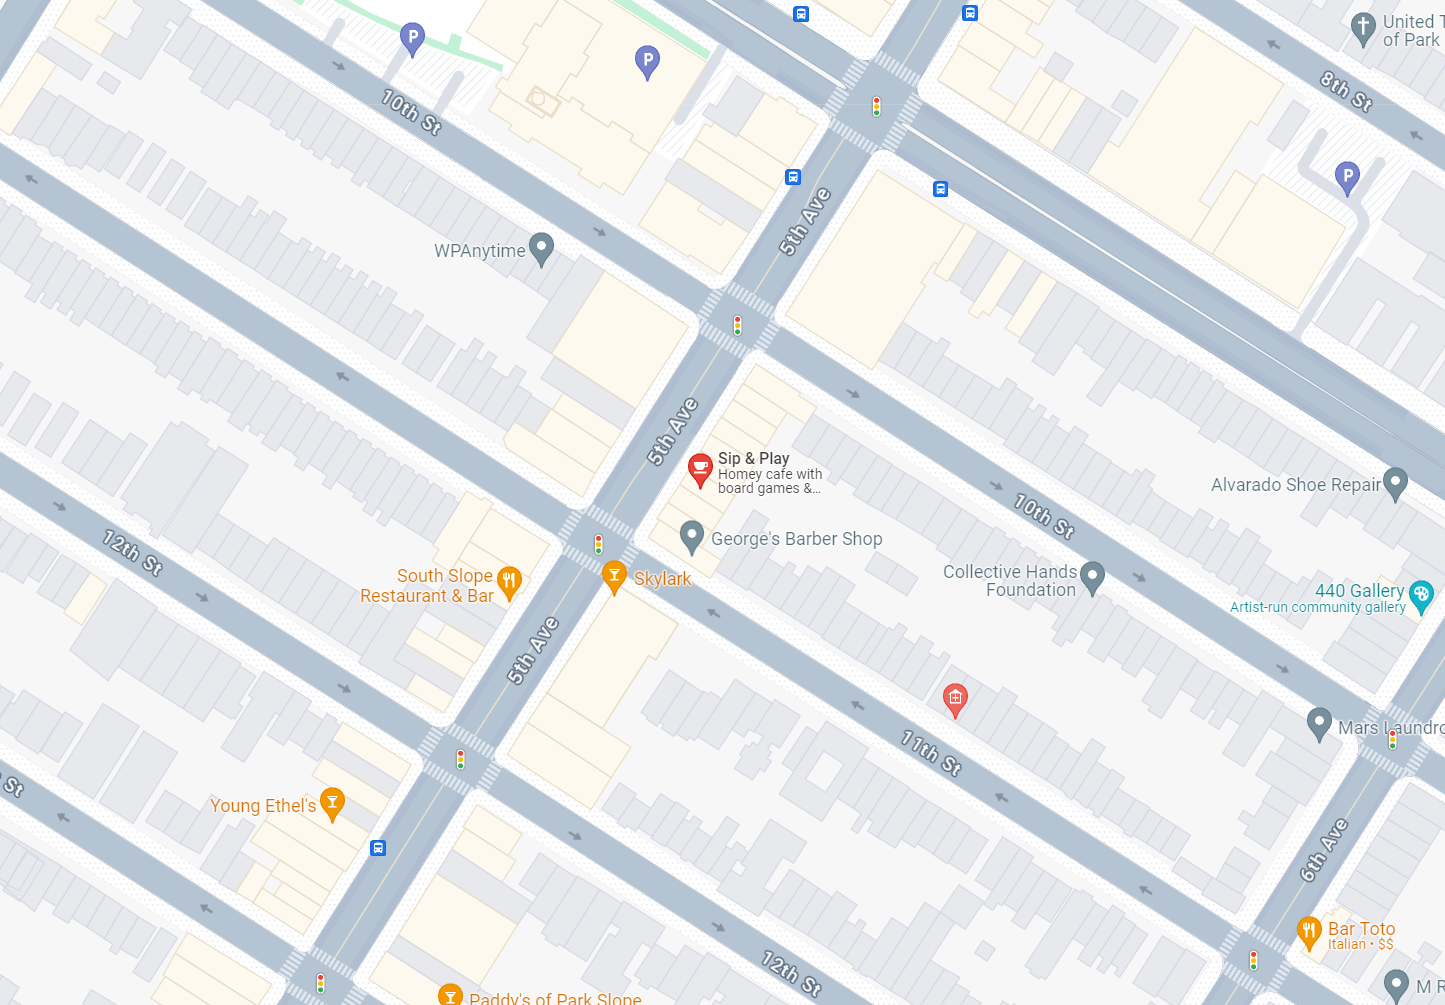 United
of Park
8th St
P
P
10th St
P
5th Ave
WPAnytime
5th Ave
Sip & Play
Homey cafe with
board games &...
Alvarado Shoe Repair
10th St
George's Barber Shop
12th St
South Slope
Restaurant & Bar
Skylark
Collective Hands
Foundation
440 Gallery
Artist-run community gallery
5th Ave
Mars Laundro
11th St
St
Young Ethel's
6th Ave
Bar Toto
Italian • $$
12th St
Paddy's of Park Slope
M